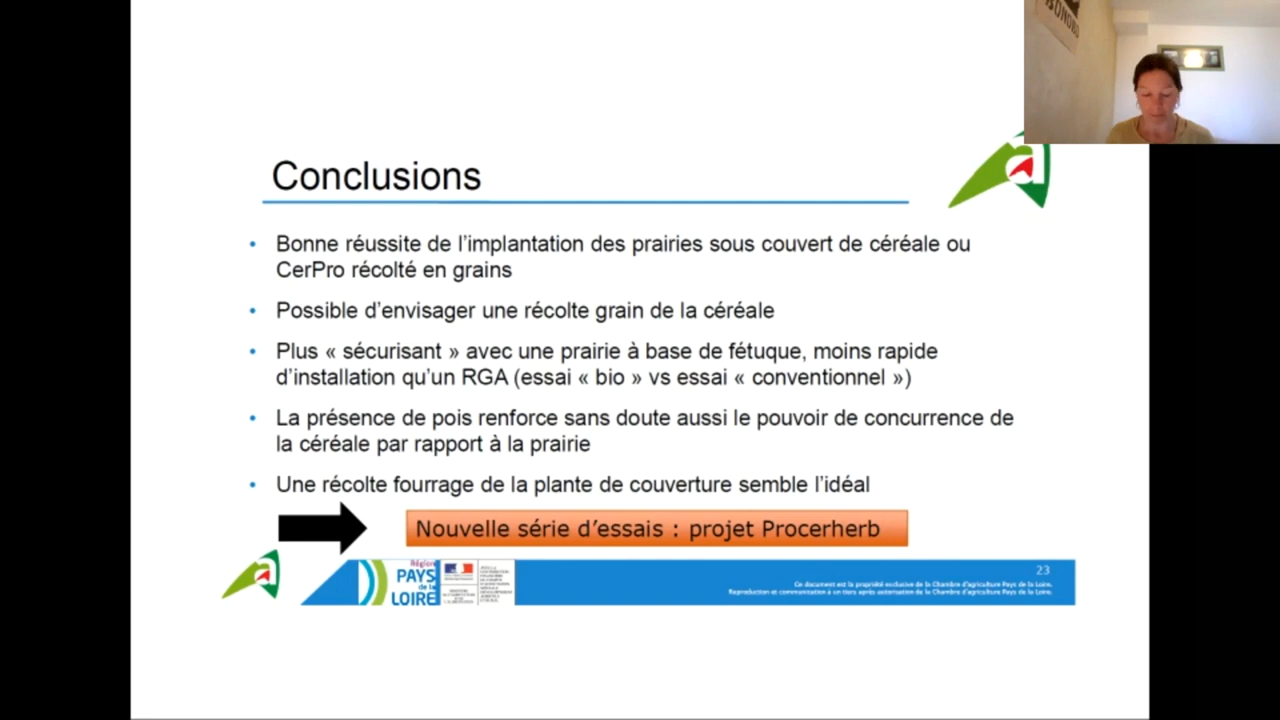 Conclusions
• Bonne réussite de l'implantation des prairies sous couvert de céréale ou
CerPro récolté en grains
• Possible d'envisager une récolte grain de la céréale
• Plus « sécurisant » avec une prairie à base de fétuque, moins rapide
d'installation qu'un RGA (essai « bio » vs essai « conventionnel »)
• La présence de pois renforce sans doute aussi le pouvoir de concurrence de
la céréale par rapport à la prairie
• Une récolte fourrage de la plante de couverture semble l'idéal
Nouvelle série d'essais : projet Procerherb
Région
PAYS
de la
LOIRE
23
Ce document est la propriété exclusive de la Chambre d'agriculture Pays de la Loire.
Reproduction et communication à un tiers après autorisation de la Chambre d'agriculture Pays de la Loire.